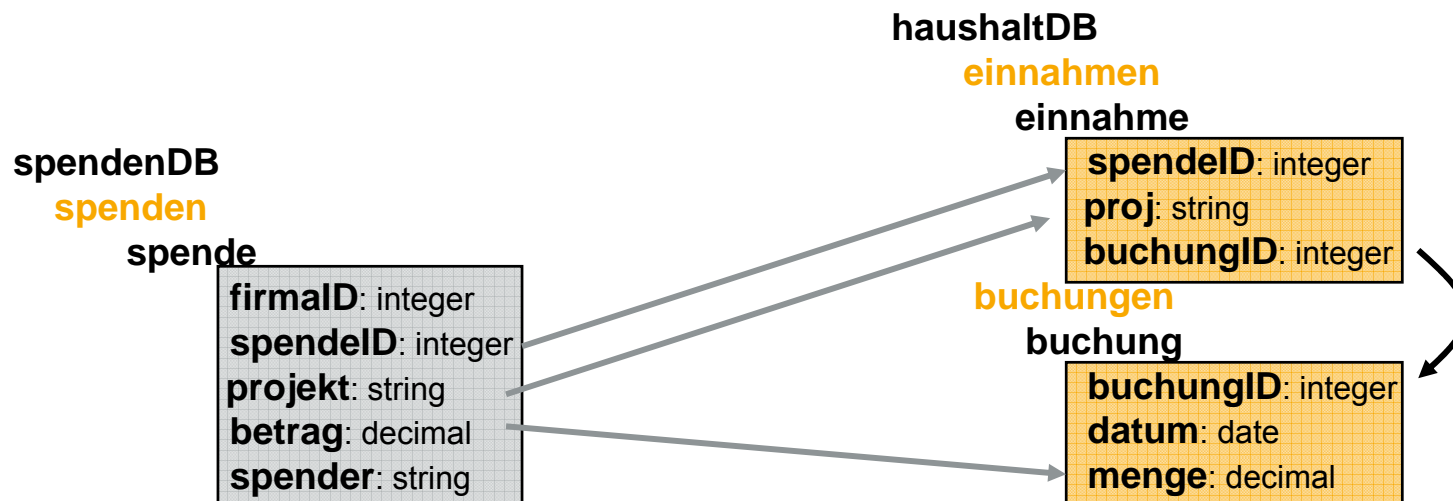 spendenDB
spenden
spende
firmaID: integer
spendeID: integer
projekt: string
betrag: decimal
spender: string
haushaltDB
einnahmen
einnahme
spendeID: integer
proj: string
buchungID: integer
buchungen
buchung
buchungID: integer
datum: date
menge: decimal